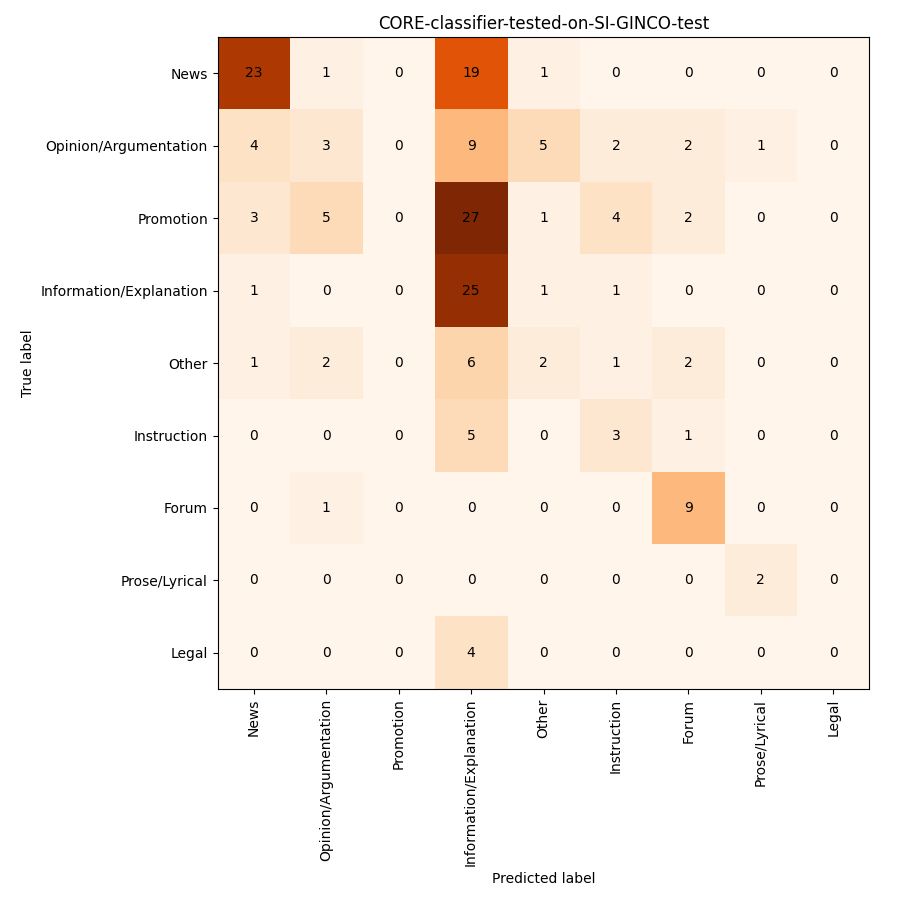 CORE-classifier-tested-on-SI-GINCO-test
True label
News 23 1 0 19 1 0 0 0 0
Opinion/Argumentation 4 3 0 9 5 2 2 1 0
Promotion 3 5 0 27 1 4 2 0 0
Information/Explanation 1 0 0 25 1 1 0 0 0
Other 1 2 0 6 2 1 2 0 0
Instruction 0 0 0 5 0 3 1 0 0
Forum 0 1 0 0 0 0 9 0 0
Prose/Lyrical 0 0 0 0 0 0 0 2 0
Legal 0 0 0 4 0 0 0 0 0
News
Opinion/Argumentation
Promotion
Information/Explanation
Other
Instruction
Forum
Prose/Lyrical
Legal
Predicted label